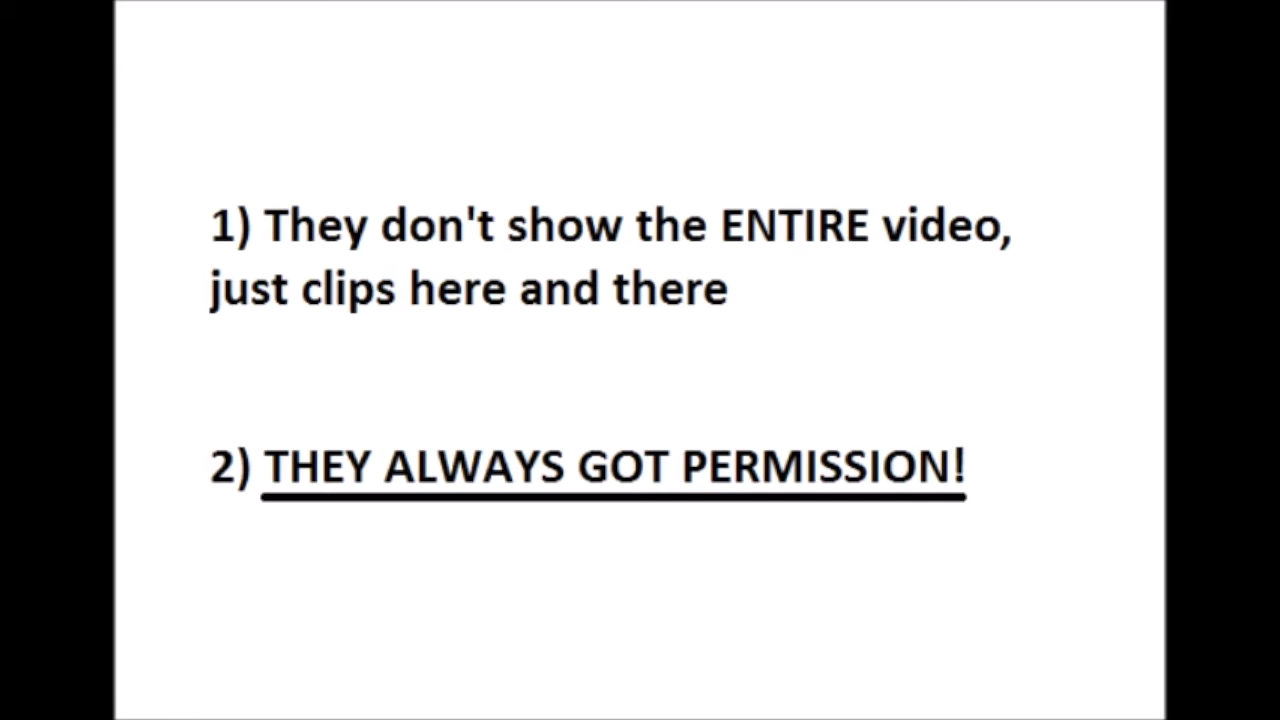 1) They don't show the ENTIRE video,
just clips here and there
2) THEY ALWAYS GOT PERMISSION!